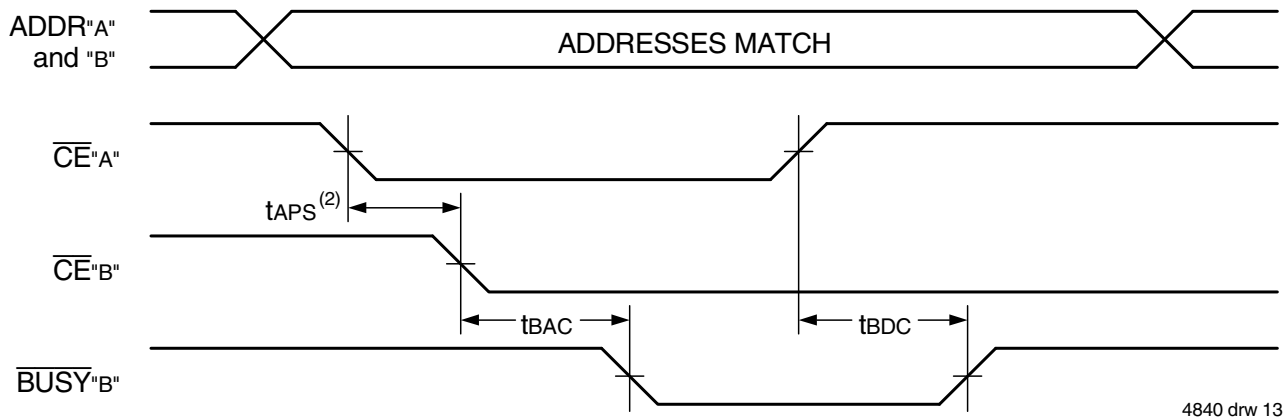 ADDR"A"
and "B"
ADDRESSES MATCH
CE"A"
tAPS(2)
CE"B"
tBAC
tBDC
BUSY"B"
4840 drw 13